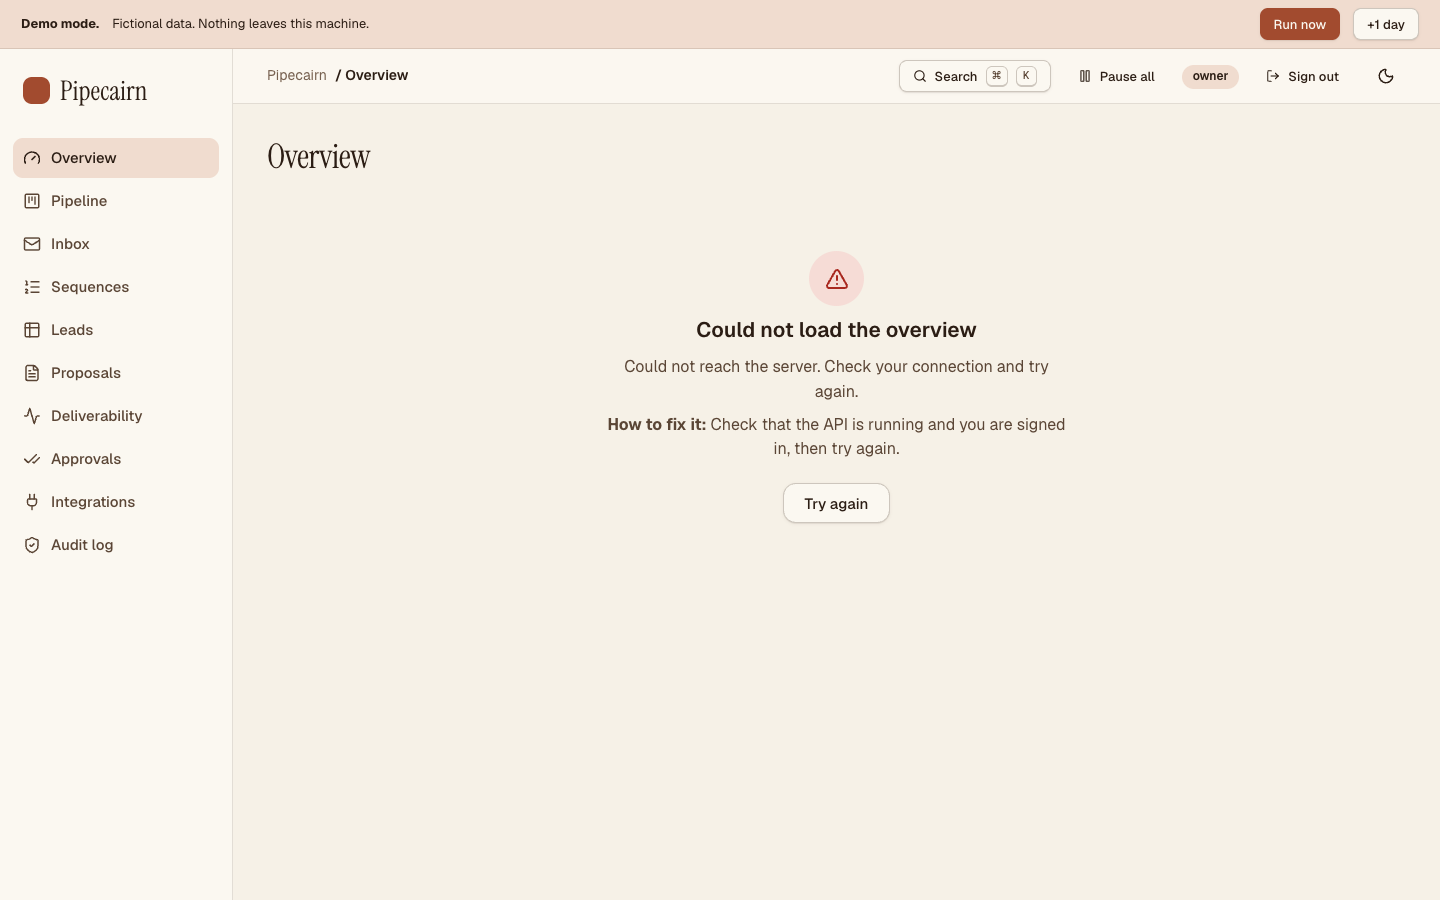 Demo mode. Fictional data. Nothing leaves this machine.
Run now
+1 day
Pipecairn
Pipecairn / Overview
Search ⌘ K
Pause all
owner
Sign out
Overview
Pipeline
Inbox
Sequences
Leads
Proposals
Deliverability
Approvals
Integrations
Audit log
Overview
Could not load the overview
Could not reach the server. Check your connection and try
again.
How to fix it: Check that the API is running and you are signed
in, then try again.
Try again